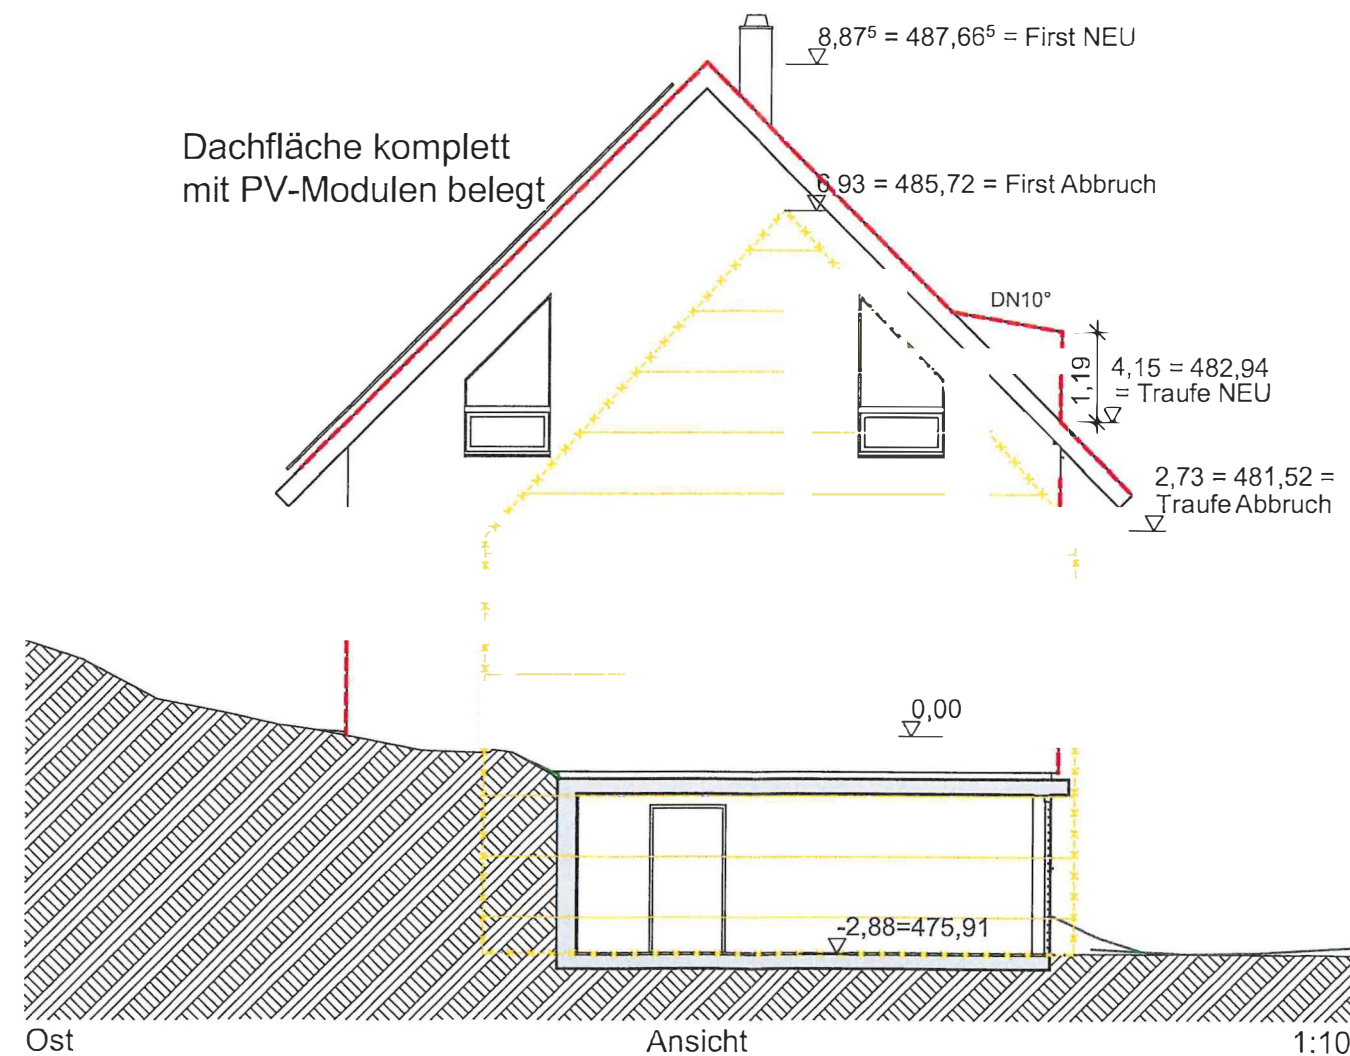 8,87⁵ = 487,66⁵ = First NEU
Dachfläche komplett
mit PV-Modulen belegt
6,93 = 485,72 = First Abbruch
DN10°
1,19
4,15 = 482,94
= Traufe NEU
2,73 = 481,52 =
Traufe Abbruch
0,00
-2,88=475,91
Ost
Ansicht
1:10